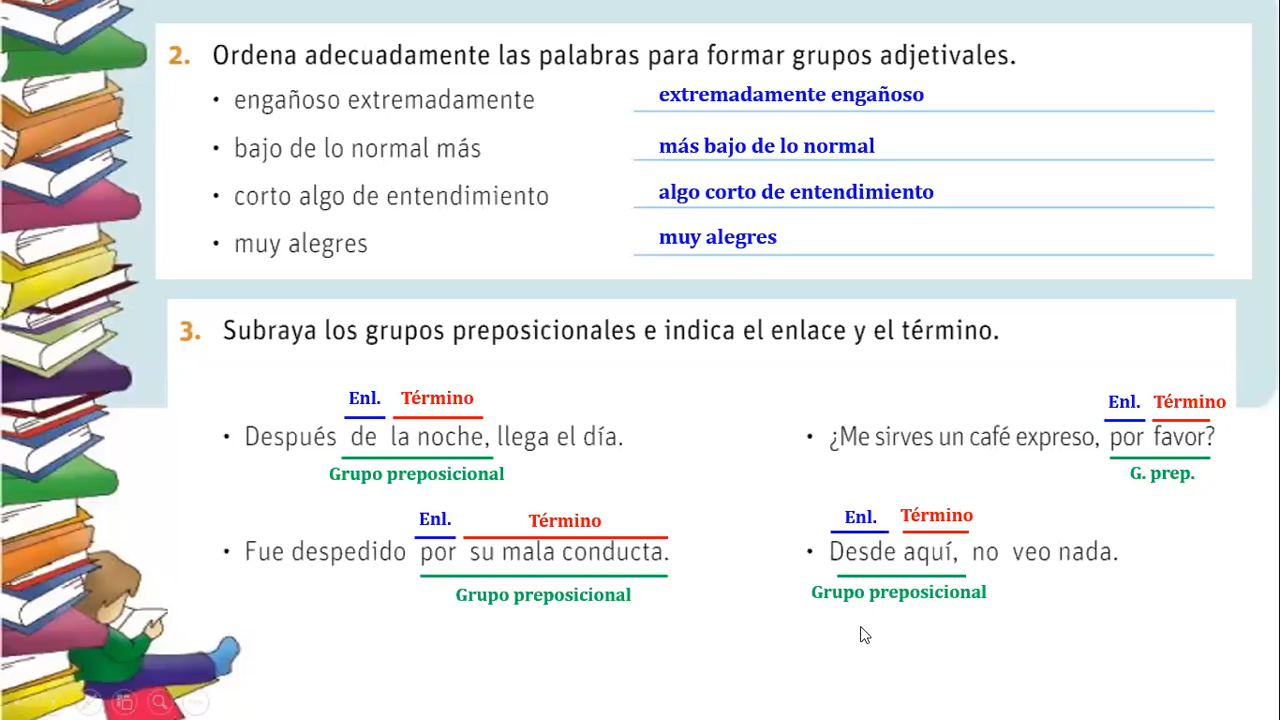 2. Ordena adecuadamente las palabras para formar grupos adjetivales.
• engañoso extremadamente extremadamente engañoso
• bajo de lo normal más más bajo de lo normal
• corto algo de entendimiento algo corto de entendimiento
• muy alegres muy alegres
3. Subraya los grupos preposicionales e indica el enlace y el término.
Enl. Término
• Después de la noche, llega el día.
Grupo preposicional
Enl. Término
• ¿Me sirves un café expreso, por favor?
G. prep.
Enl. Término
• Fue despedido por su mala conducta.
Grupo preposicional
Enl. Término
• Desde aquí, no veo nada.
Grupo preposicional